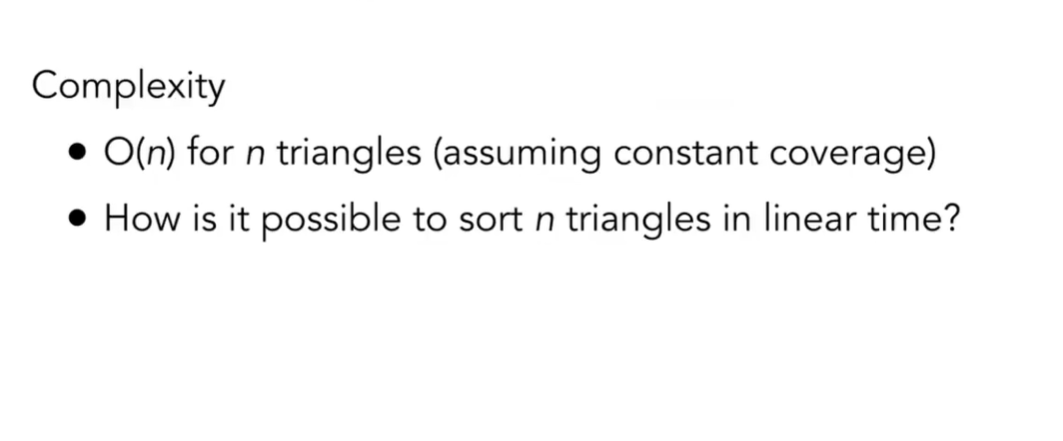 Complexity
• O(n) for n triangles (assuming constant coverage)
• How is it possible to sort n triangles in linear time?